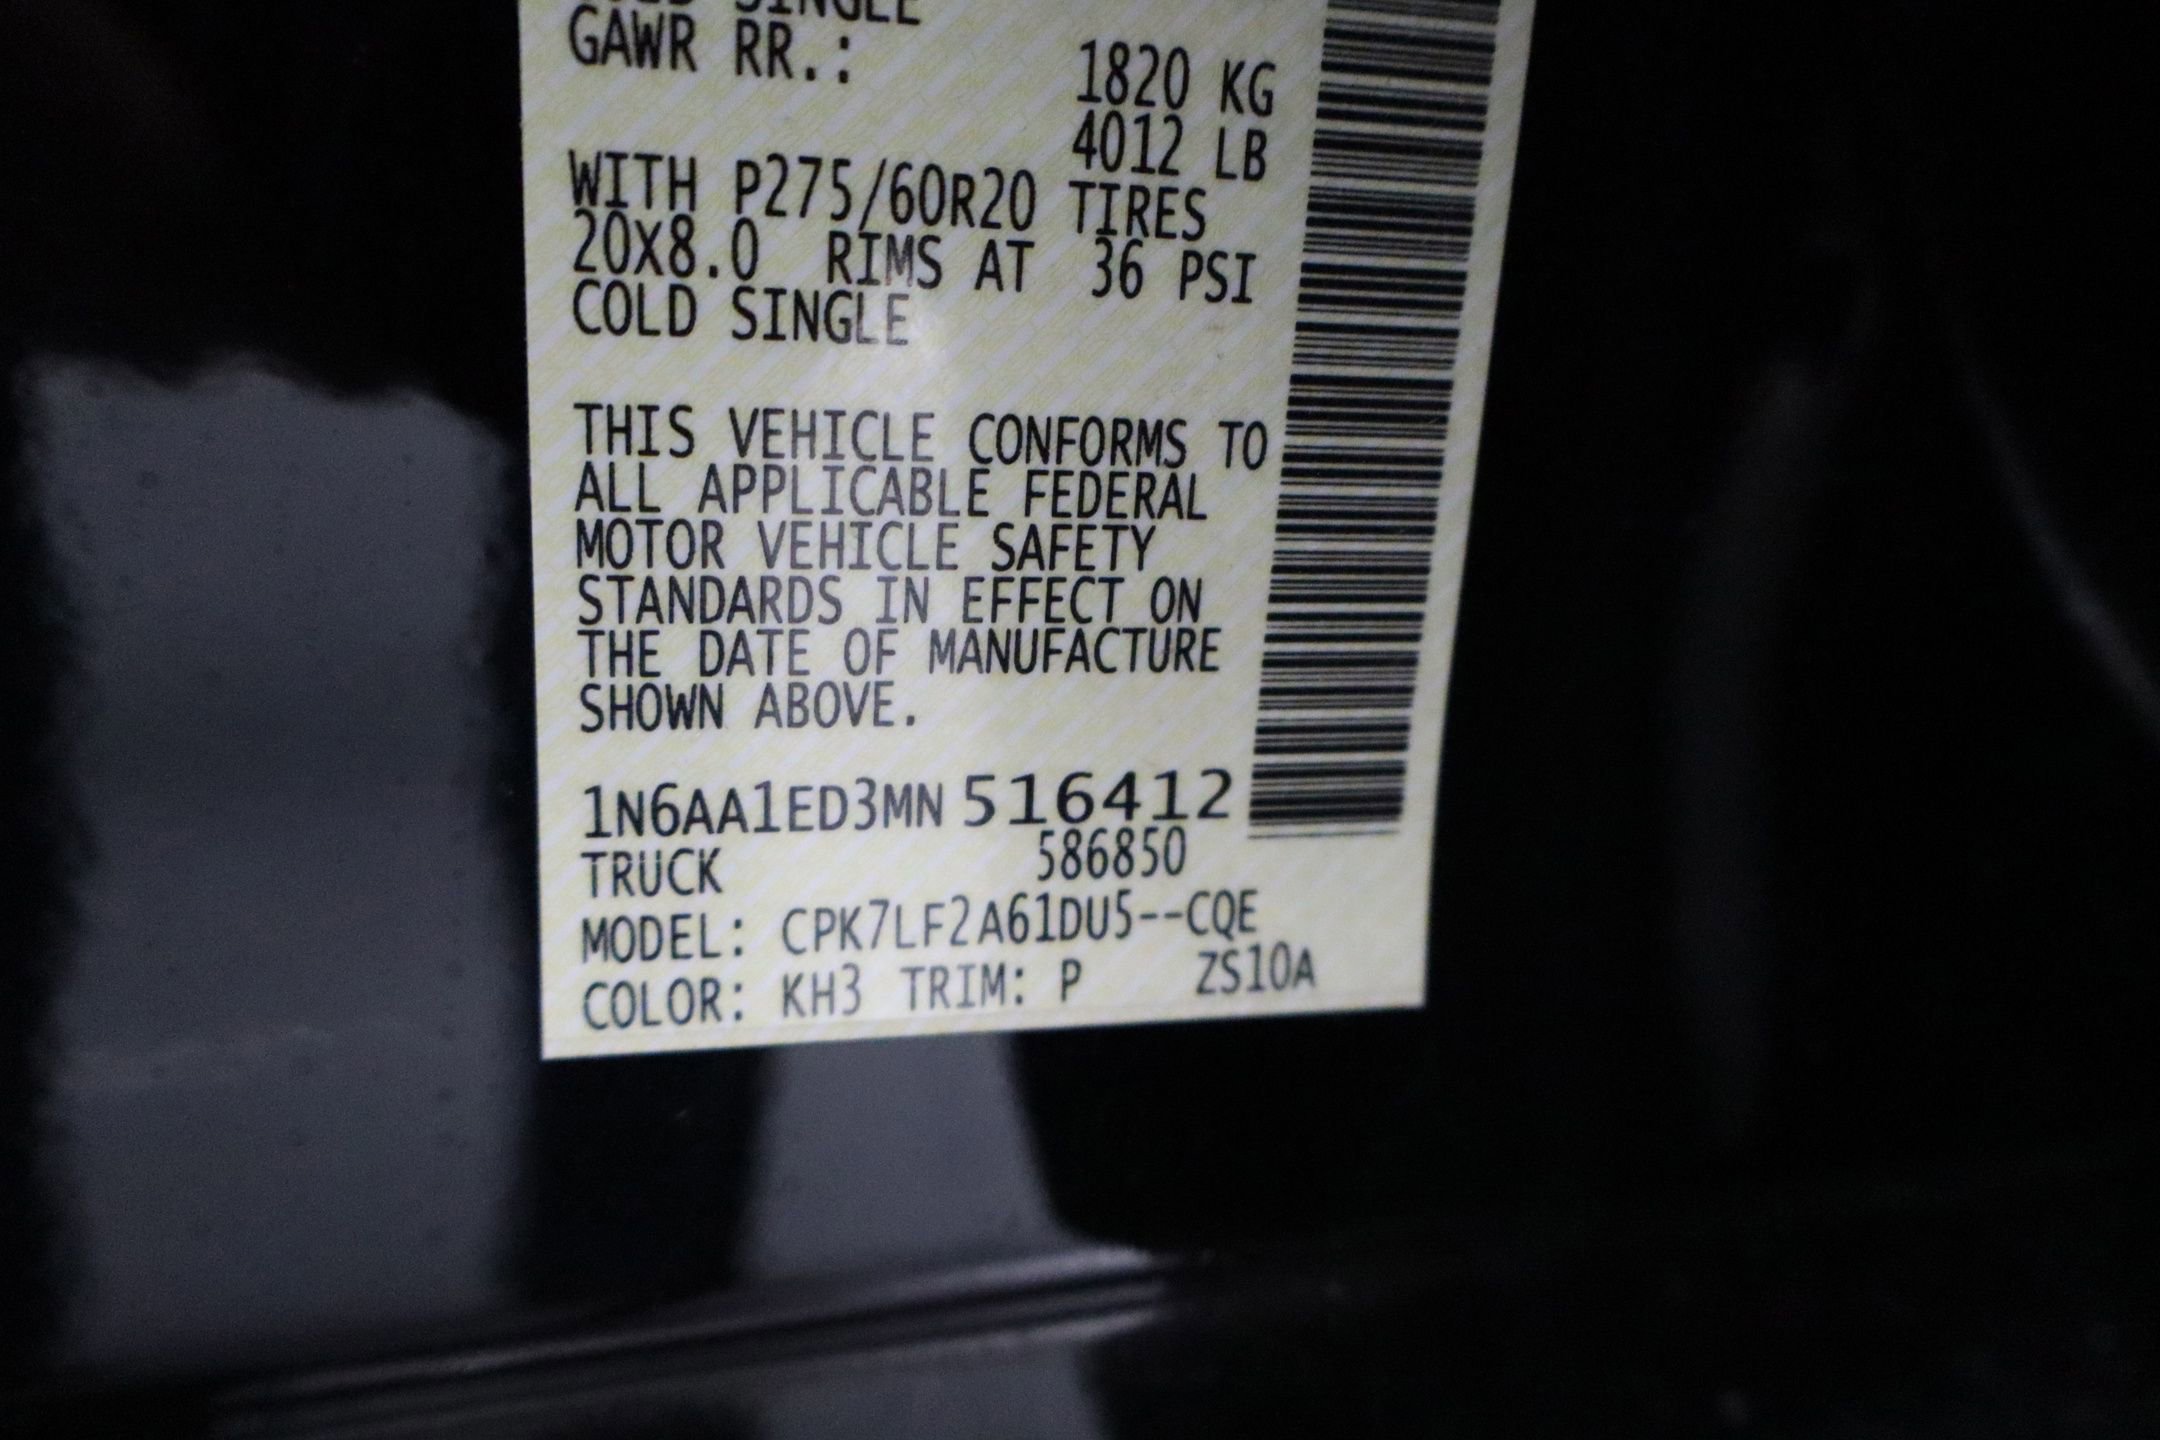 COLD SINGLE
GAWR RR.:
1820 KG
4012 LB
WITH P275/60R20 TIRES
20X8.0 RIMS AT 36 PSI
COLD SINGLE
THIS VEHICLE CONFORMS TO
ALL APPLICABLE FEDERAL
MOTOR VEHICLE SAFETY
STANDARDS IN EFFECT ON
THE DATE OF MANUFACTURE
SHOWN ABOVE.
1N6AA1ED3MN 516412
TRUCK 586850
MODEL: CPK7LF2A61DU5--CQE
COLOR: KH3 TRIM: P ZS10A